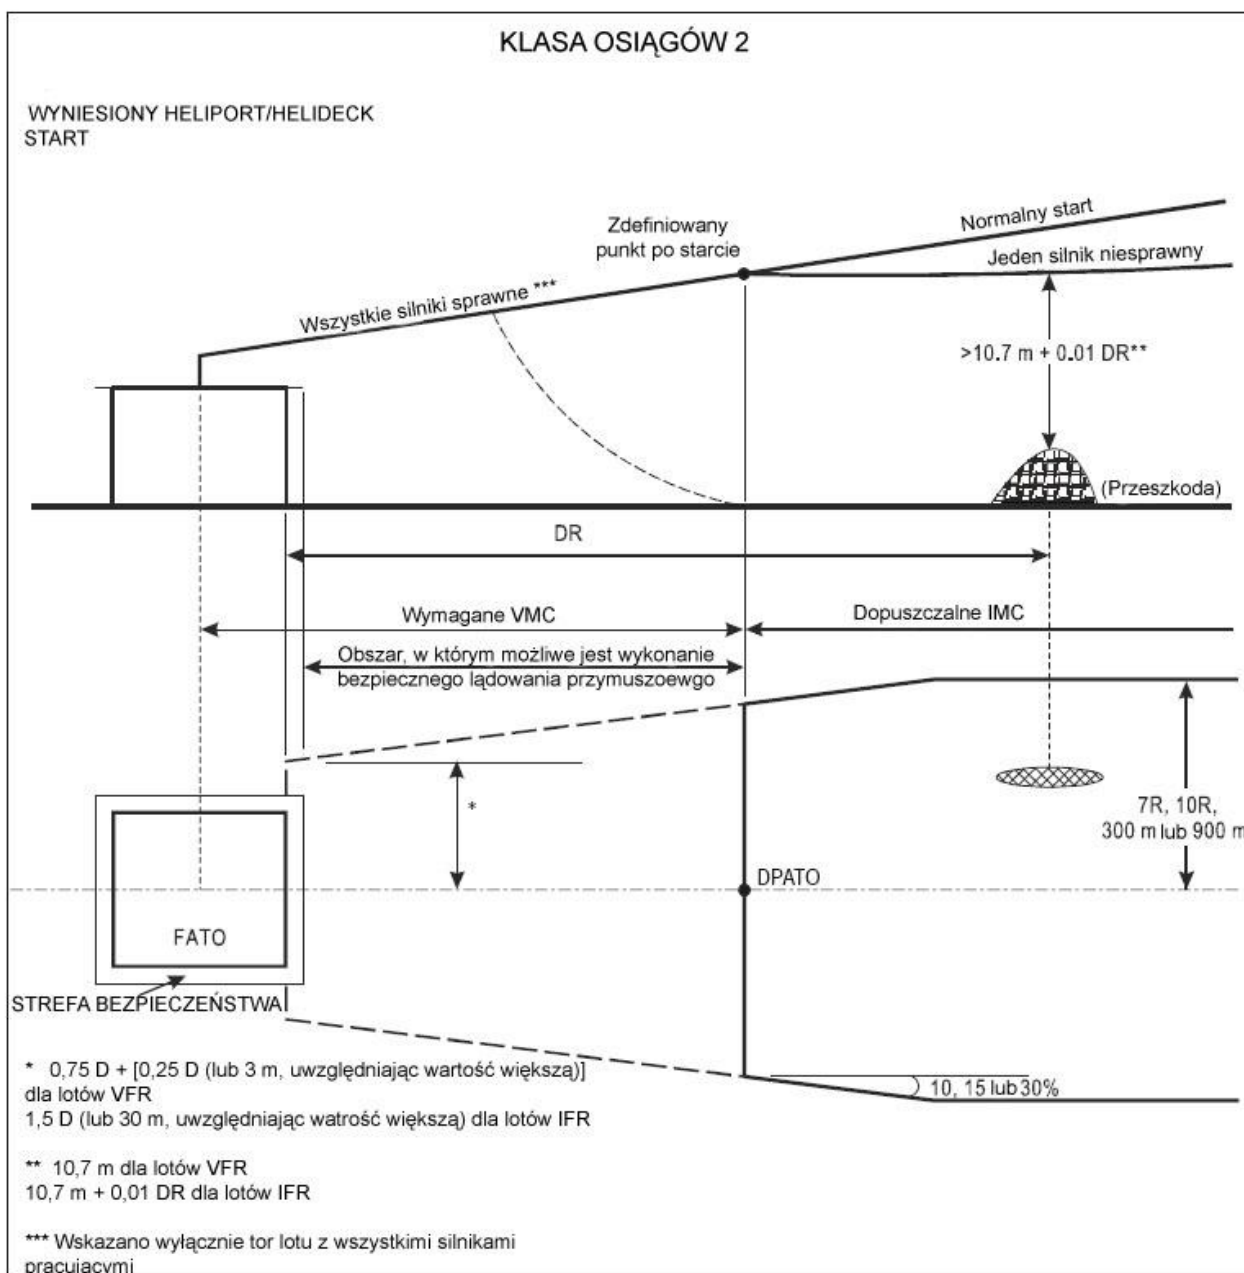 KLASA OSIĄGÓW 2
WYNIESIONY HELIPORT/HELIDECK
START
Zdefiniowany
punkt po starcie
Normalny start
Jeden silnik niesprawny
Wszystkie silniki sprawne ***
>10.7 m + 0.01 DR**
(Przeszkoda)
DR
Wymagane VMC
Dopuszczalne IMC
Obszar, w którym możliwe jest wykonanie
bezpiecznego lądowania przymuszoewgo
*
7R, 10R,
300 m lub 900 m
DPATO
FATO
STREFA BEZPIECZEŃSTWA
10, 15 lub 30%
* 0,75 D + [0,25 D (lub 3 m, uwzględniając wartość większą)]
dla lotów VFR
1,5 D (lub 30 m, uwzględniając watrość większą) dla lotów IFR
** 10,7 m dla lotów VFR
10,7 m + 0,01 DR dla lotów IFR
*** Wskazano wyłącznie tor lotu z wszystkimi silnikami
pracującymi